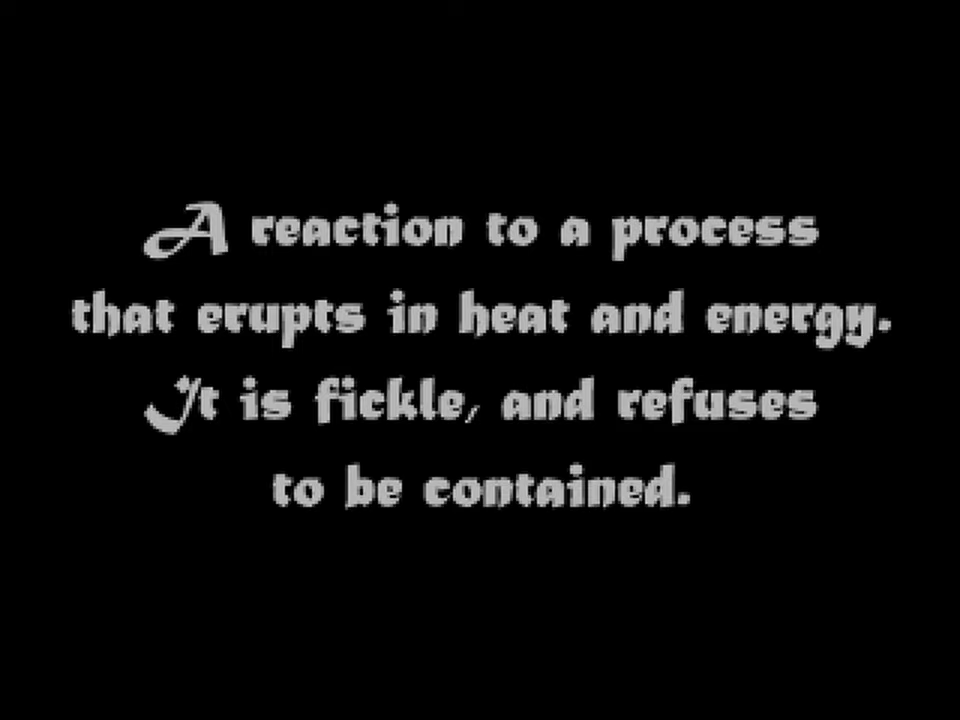 A reaction to a process
that erupts in heat and energy.
It is fickle, and refuses
to be contained.